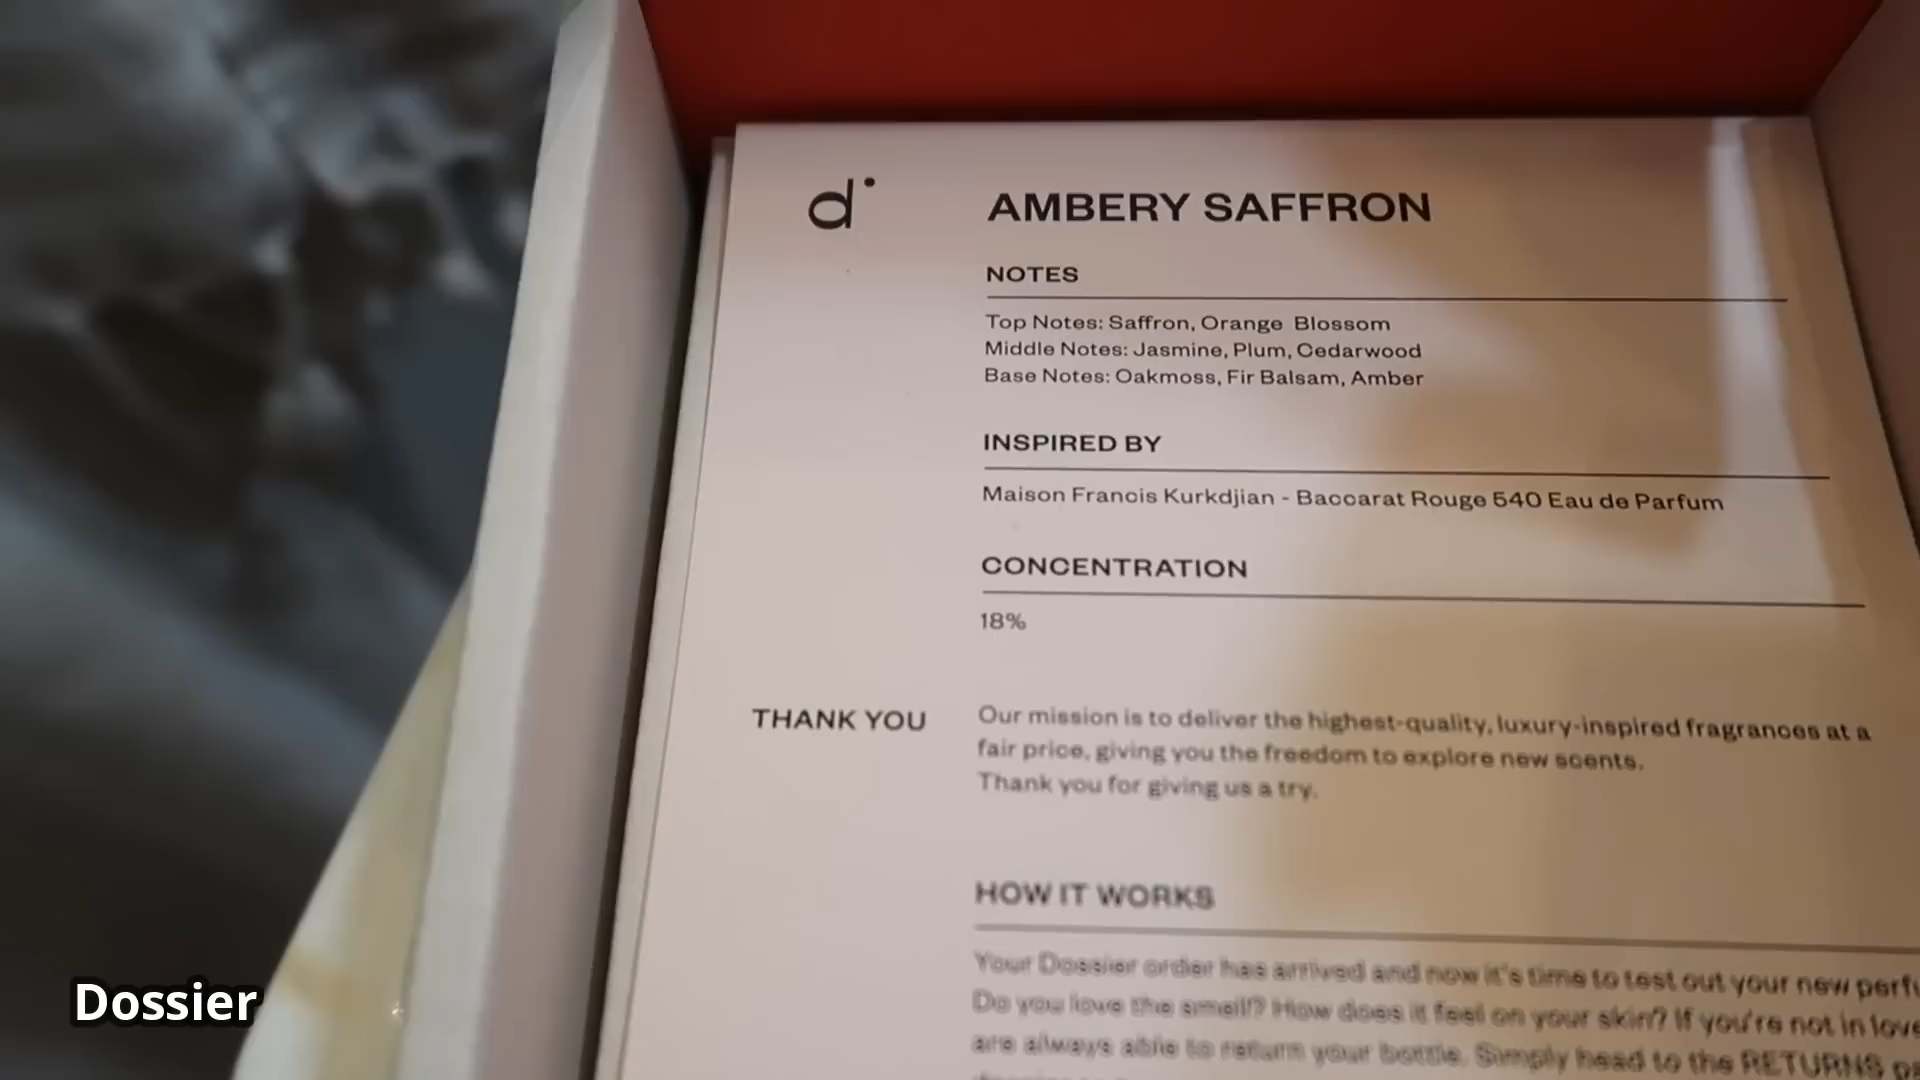 d
AMBERY SAFFRON
NOTES
Top Notes: Saffron, Orange Blossom
Middle Notes: Jasmine, Plum, Cedarwood
Base Notes: Oakmoss, Fir Balsam, Amber
INSPIRED BY
Maison Francis Kurkdjian - Baccarat Rouge 540 Eau de Parfum
CONCENTRATION
18%
THANK YOU
Our mission is to deliver the highest-quality, luxury-inspired fragrances at a
fair price, giving you the freedom to explore new scents.
Thank you for giving us a try.
HOW IT WORKS
Your Dossier order has arrived and now it's time to test out your new
Do you love the smell? How does it feel on your skin? If you're not in
are always able to return your bottle. Simply head to the RETURNS
Dossier